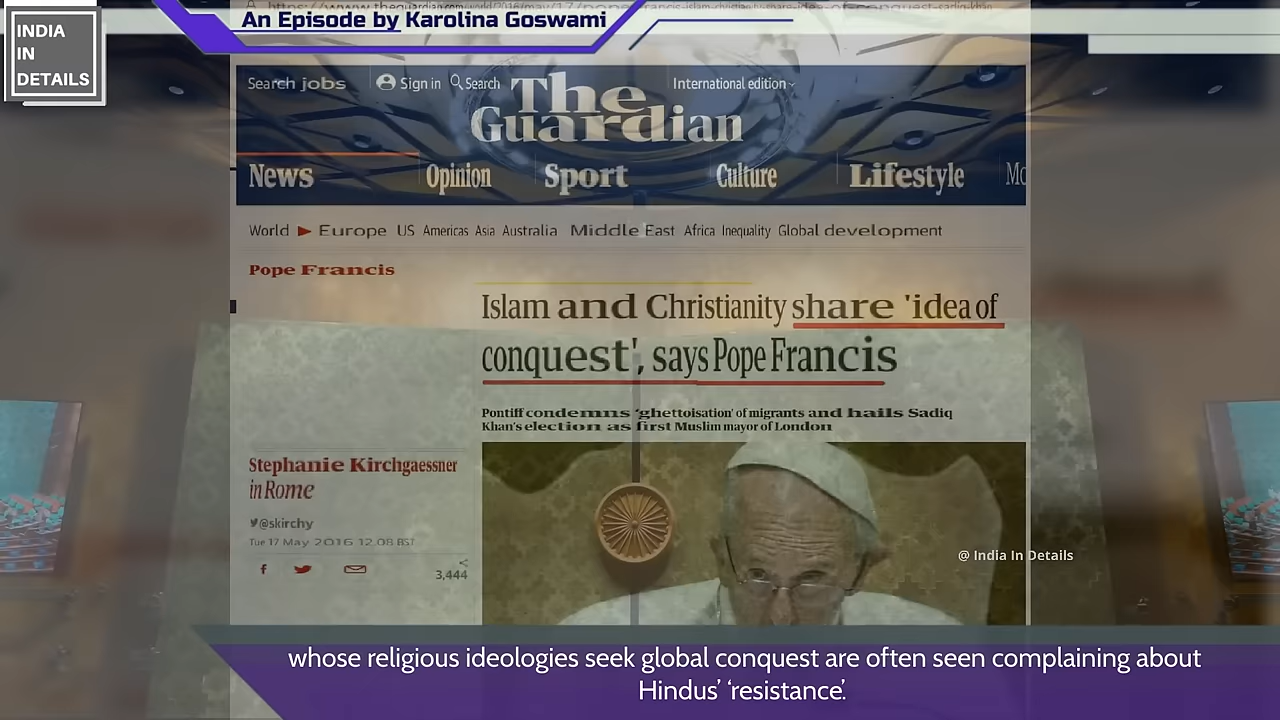 An Episode by Karolina Goswami
INDIA
IN
DETAILS
Search jobs Sign in Search International edition
The
Guardian
News Opinion Sport Culture Lifestyle
World Europe US Americas Asia Australia Middle East Africa Inequality Global development
Pope Francis
Islam and Christianity share 'idea of
conquest', says Pope Francis
Pontiff condemns 'ghettoisation' of migrants and hails Sadiq
Khan's election as first Muslim mayor of London
Stephanie Kirchgaessner
in Rome
@skirchy
Tue 17 May 2016 12.08 BST
3,444
@ India In Details
whose religious ideologies seek global conquest are often seen complaining about
Hindus' 'resistance'.